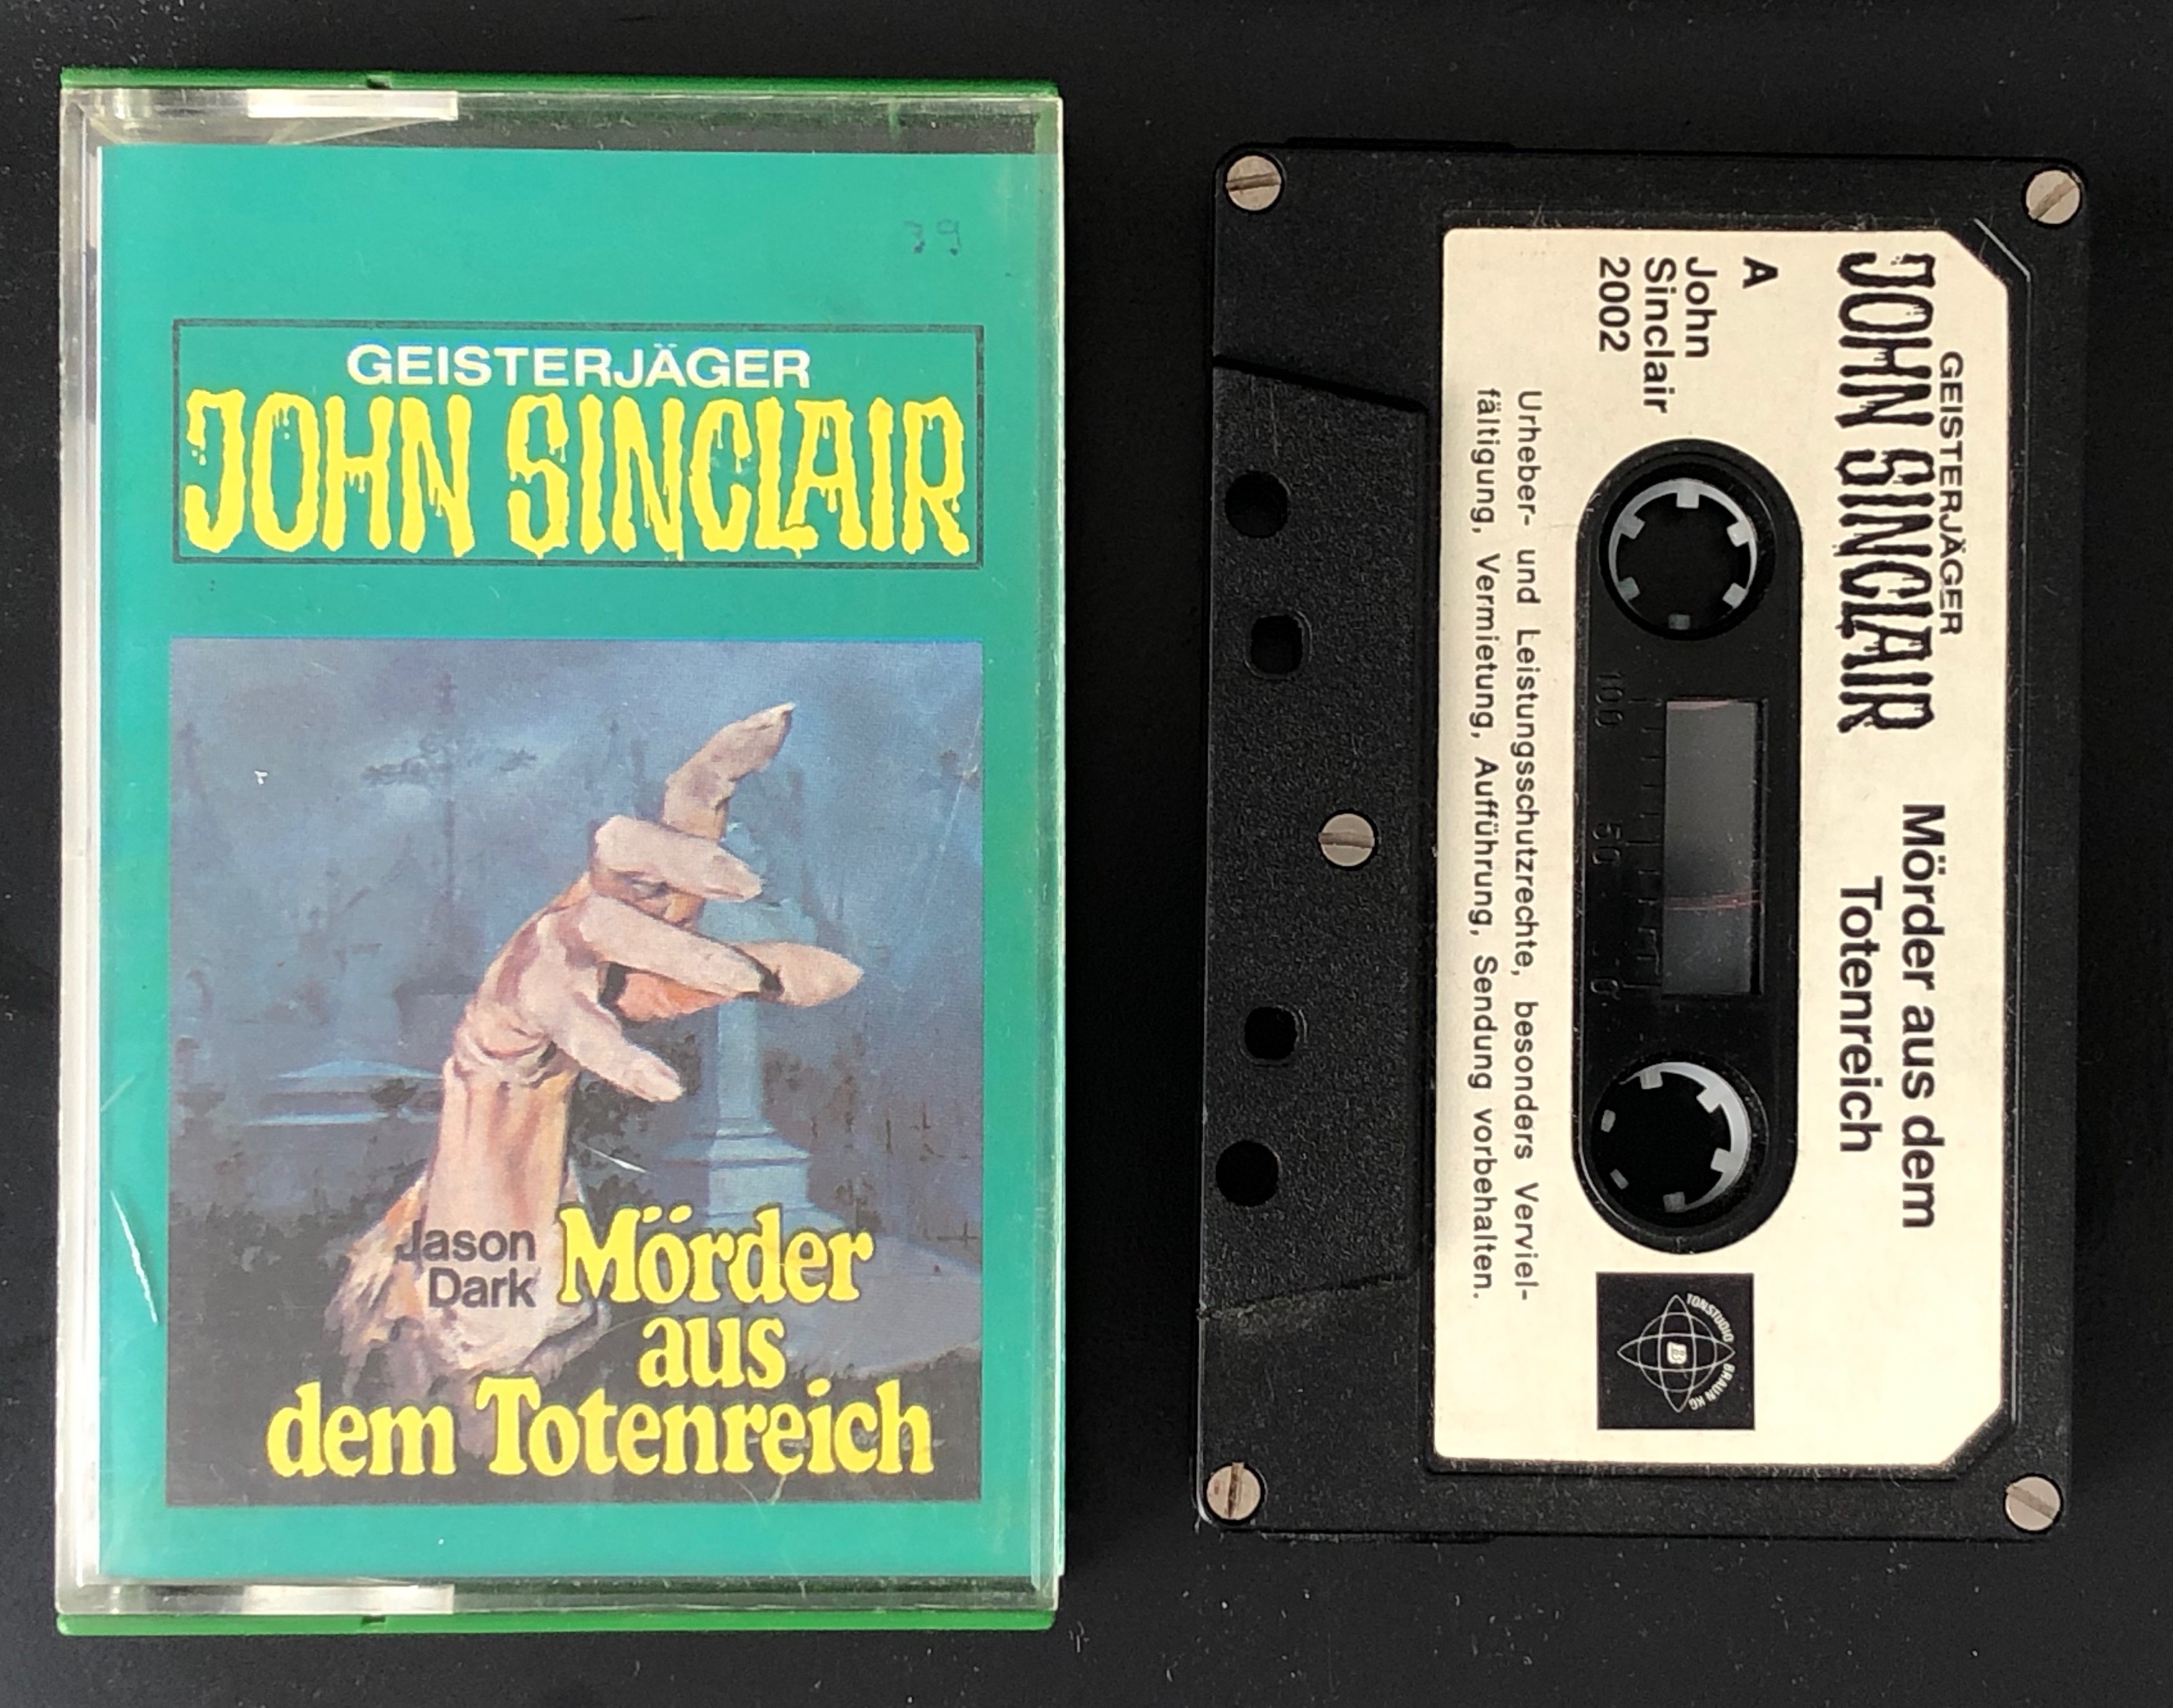 39
GEISTERJÄGER
JOHN SINCLAIR
Jason
Dark
Mörder
aus
dem Totenreich
GEISTERJÄGER
JOHN SINCLAIR
Mörder aus dem
Totenreich
A
John
Sinclair
2002
100 50 0
TONSTUDIO BRAUN KG
B
Urheber- und Leistungsschutzrechte, besonders Verviel-
fältigung, Vermietung, Aufführung, Sendung vorbehalten.